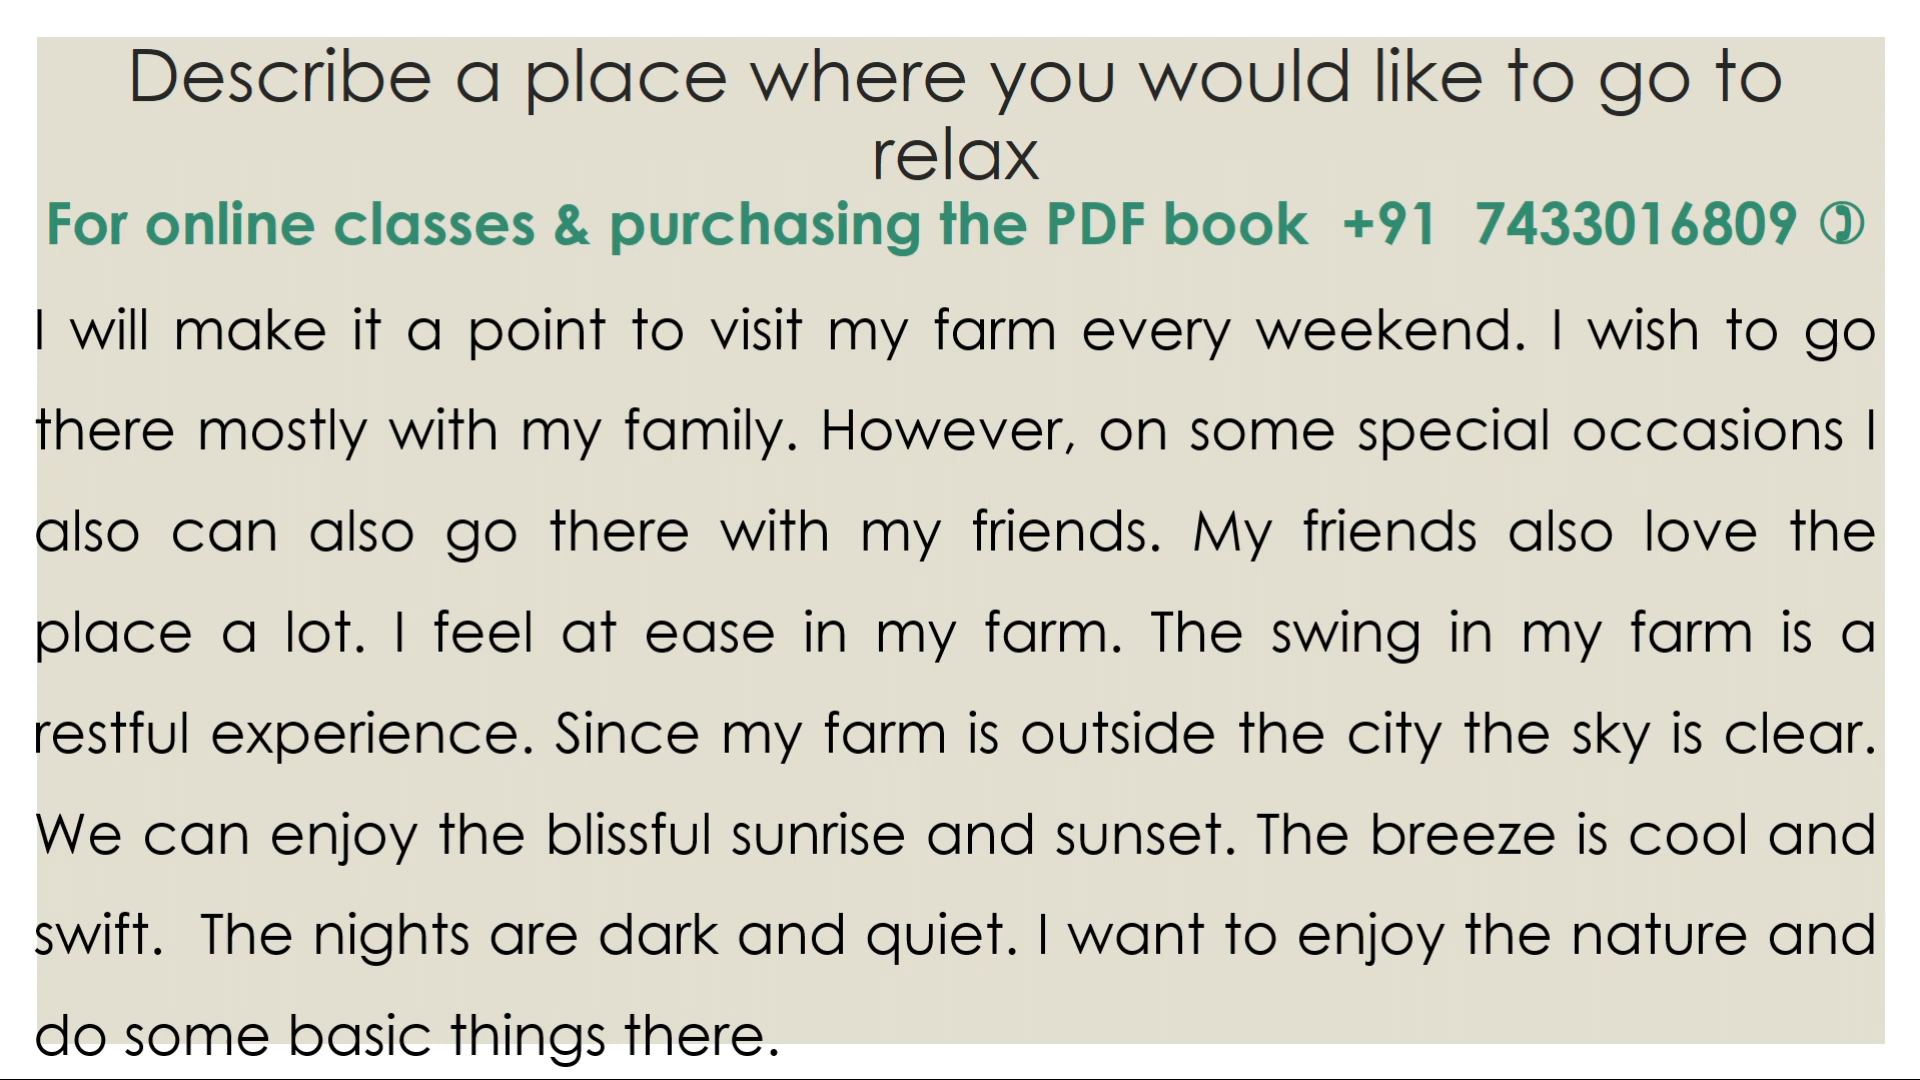 Describe a place where you would like to go to
relax
For online classes & purchasing the PDF book +91 7433016809 ✆
I will make it a point to visit my farm every weekend. I wish to go
there mostly with my family. However, on some special occasions I
also can also go there with my friends. My friends also love the
place a lot. I feel at ease in my farm. The swing in my farm is a
restful experience. Since my farm is outside the city the sky is clear.
We can enjoy the blissful sunrise and sunset. The breeze is cool and
swift. The nights are dark and quiet. I want to enjoy the nature and
do some basic things there.